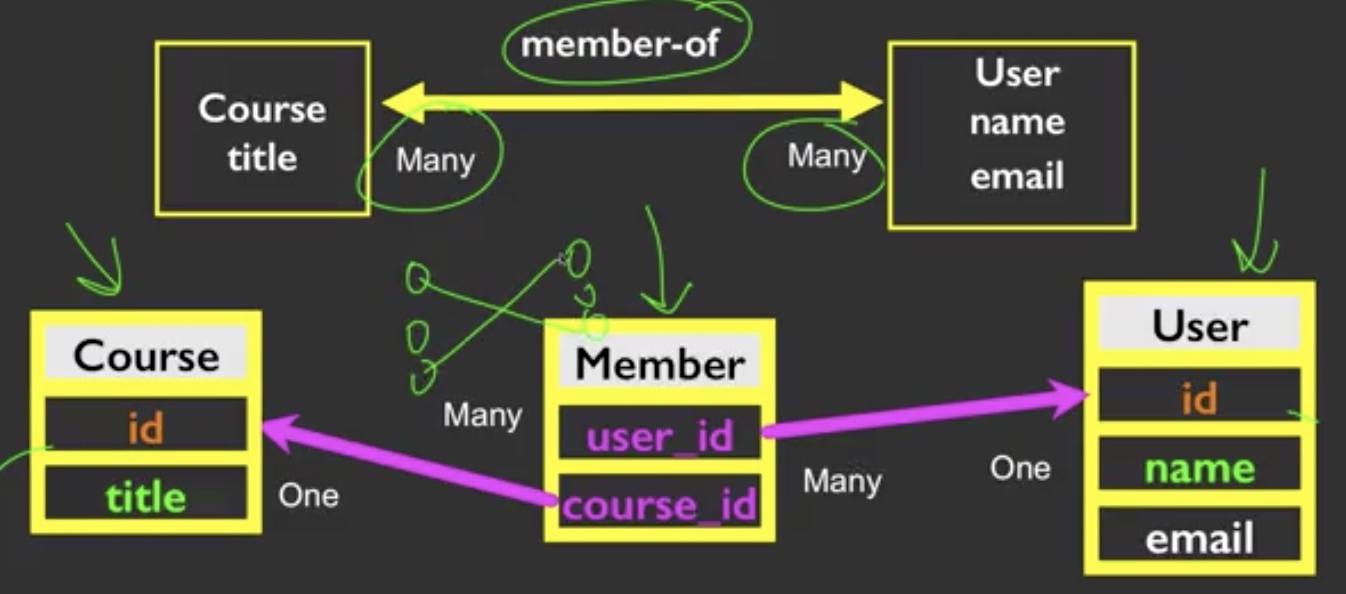 member-of
Course
title
Many
Many
User
name
email
Course
id
title
One
Many
Member
user_id
course_id
Many
One
User
id
name
email